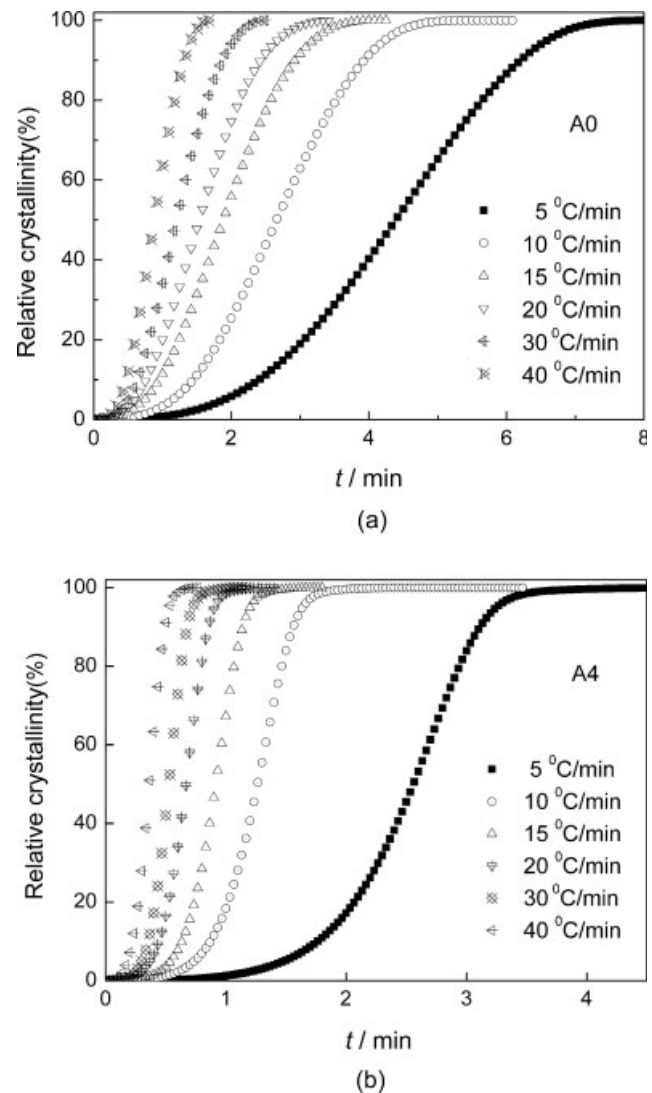 100
80
60
40
20
0
Relative crystallinity(%)
A0
5 ⁰C/min
10 ⁰C/min
15 ⁰C/min
20 ⁰C/min
30 ⁰C/min
40 ⁰C/min
0 2 4 6 8
t / min
(a)
100
80
60
40
20
0
Relative crystallinity(%)
A4
5 ⁰C/min
10 ⁰C/min
15 ⁰C/min
20 ⁰C/min
30 ⁰C/min
40 ⁰C/min
0 1 2 3 4
t / min
(b)